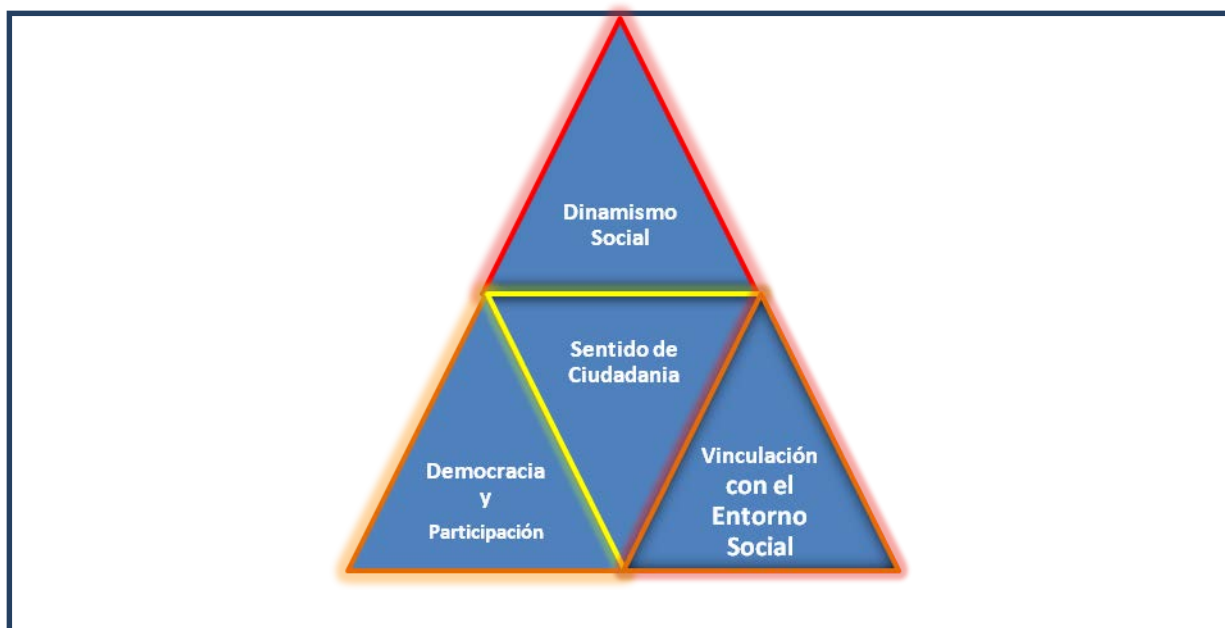 Dinamismo
Social
Sentido de
Ciudadania
Democracia
y
Participación
Vinculación
con el
Entorno
Social